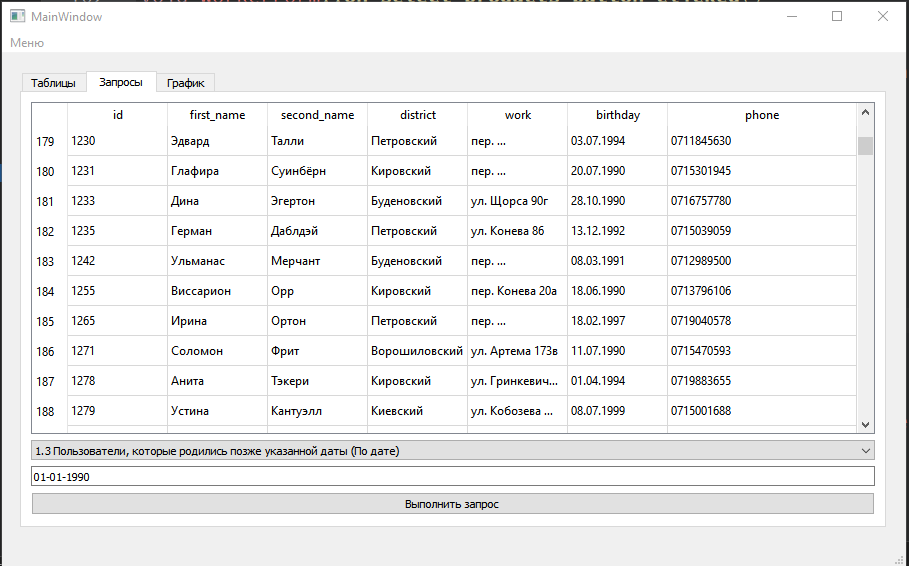 MainWindow
Меню
Таблицы Запросы График
id first_name second_name district work birthday phone
179 1230 Эдвард Талли Петровский пер. ... 03.07.1994 0711845630
180 1231 Глафира Суинбёрн Кировский пер. ... 20.07.1990 0715301945
181 1233 Дина Эгертон Буденовский ул. Щорса 90г 28.10.1990 0716757780
182 1235 Герман Даблдэй Петровский ул. Конева 8б 13.12.1992 0715039059
183 1242 Ульманас Мерчант Буденовский пер. ... 08.03.1991 0712989500
184 1255 Виссарион Орр Кировский пер. Конева 20а 18.06.1990 0713796106
185 1265 Ирина Ортон Петровский пер. ... 18.02.1997 0719040578
186 1271 Соломон Фрит Ворошиловский ул. Артема 173в 11.07.1990 0715470593
187 1278 Анита Тэкери Кировский ул. Гринкевич... 01.04.1994 0719883655
188 1279 Устина Кантуэлл Киевский ул. Кобозева ... 08.07.1999 0715001688
1.3 Пользователи, которые родились позже указанной даты (По дате)
01-01-1990
Выполнить запрос